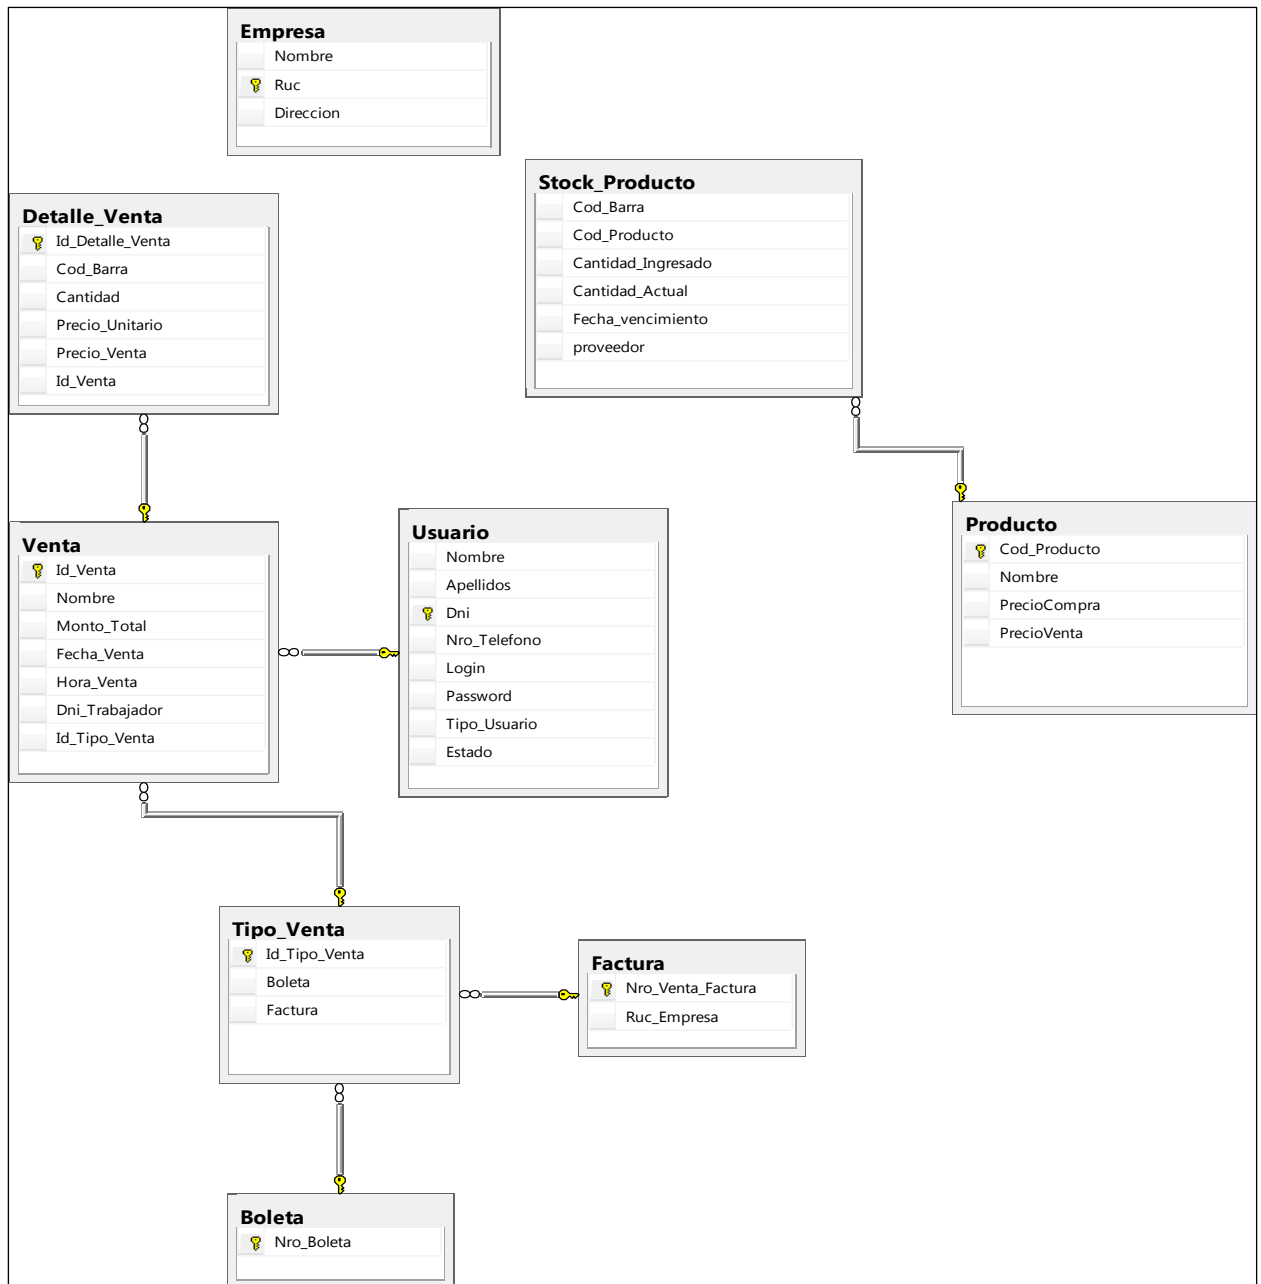 Empresa
Nombre
Ruc
Direccion
Stock_Producto
Cod_Barra
Cod_Producto
Cantidad_Ingresado
Cantidad_Actual
Fecha_vencimiento
proveedor
Detalle_Venta
Id_Detalle_Venta
Cod_Barra
Cantidad
Precio_Unitario
Precio_Venta
Id_Venta
Venta
Id_Venta
Nombre
Monto_Total
Fecha_Venta
Hora_Venta
Dni_Trabajador
Id_Tipo_Venta
Usuario
Nombre
Apellidos
Dni
Nro_Telefono
Login
Password
Tipo_Usuario
Estado
Producto
Cod_Producto
Nombre
PrecioCompra
PrecioVenta
Tipo_Venta
Id_Tipo_Venta
Boleta
Factura
Factura
Nro_Venta_Factura
Ruc_Empresa
Boleta
Nro_Boleta